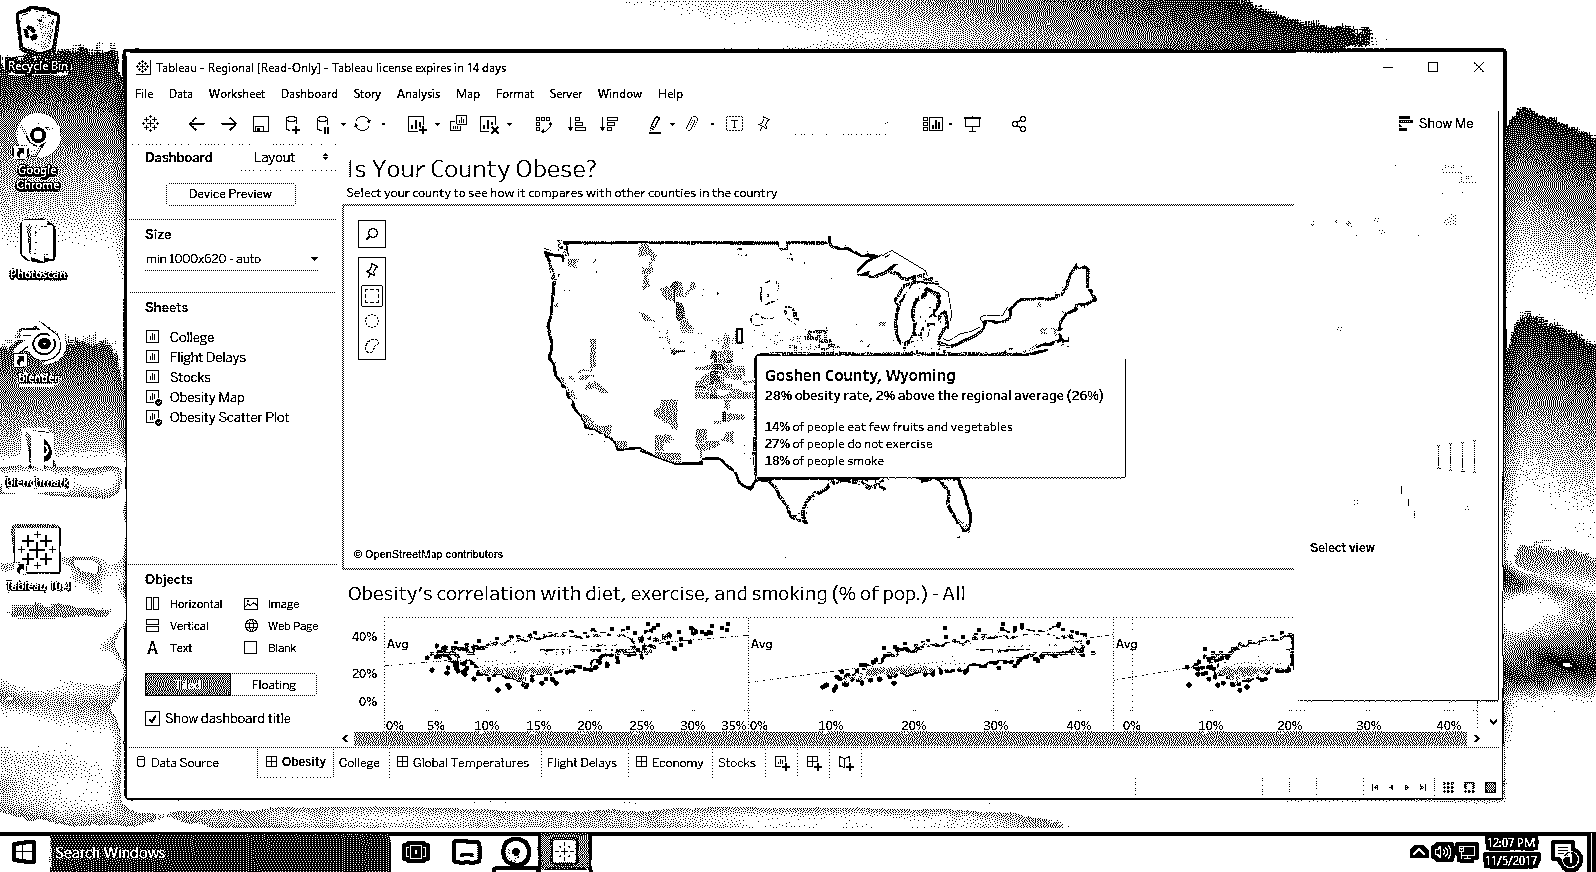 Recycle Bin
Google
Chrome
Photoscan
blender
blenchmark
Tableau 10.4
Tableau - Regional [Read-Only] - Tableau license expires in 14 days
File Data Worksheet Dashboard Story Analysis Map Format Server Window Help
Show Me
Dashboard Layout
Device Preview
Size
min 1000x620 - auto
Sheets
College
Flight Delays
Stocks
Obesity Map
Obesity Scatter Plot
Objects
Horizontal Image
Vertical Web Page
A Text Blank
Floating
Show dashboard title
Is Your County Obese?
Select your county to see how it compares with other counties in the country
Goshen County, Wyoming
28% obesity rate, 2% above the regional average (26%)
14% of people eat few fruits and vegetables
27% of people do not exercise
18% of people smoke
© OpenStreetMap contributors
Select view
Obesity's correlation with diet, exercise, and smoking (% of pop.) - All
40%
20%
0%
Avg Avg Avg
0% 5% 10% 15% 20% 25% 30% 35% 0% 10% 20% 30% 40% 0% 10% 20% 30% 40%
Data Source Obesity College Global Temperatures Flight Delays Economy Stocks
Search Windows
12:07 PM
11/5/2017
1